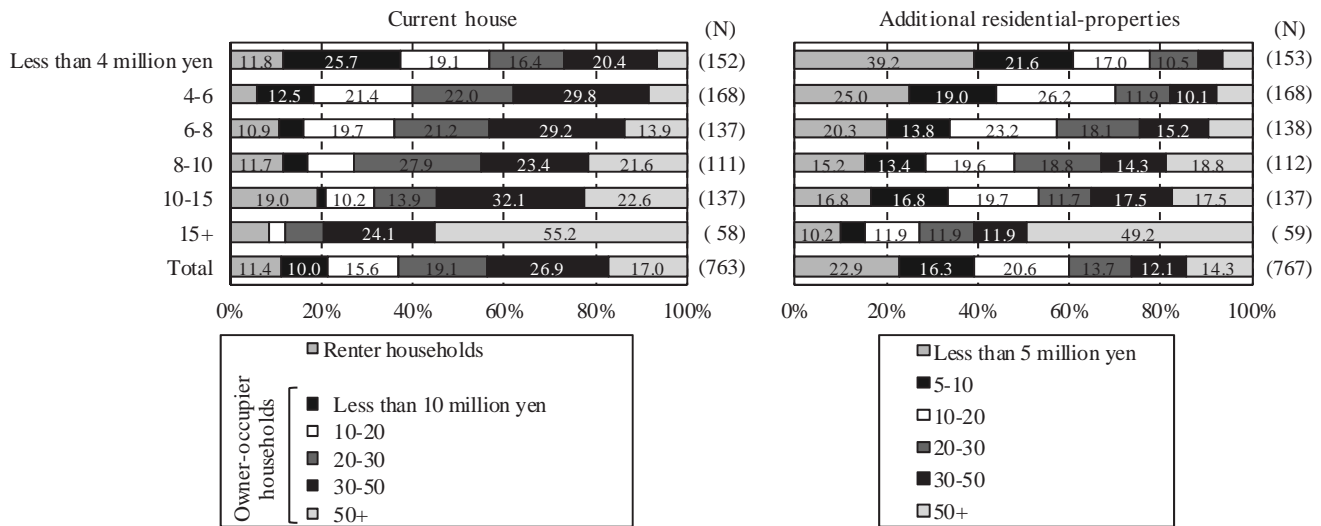 Current house (N) Additional residential-properties (N)
Less than 4 million yen 11.8 25.7 19.1 16.4 20.4 (152) 39.2 21.6 17.0 10.5 (153)
4-6 12.5 21.4 22.0 29.8 (168) 25.0 19.0 26.2 11.9 10.1 (168)
6-8 10.9 19.7 21.2 29.2 13.9 (137) 20.3 13.8 23.2 18.1 15.2 (138)
8-10 11.7 27.9 23.4 21.6 (111) 15.2 13.4 19.6 18.8 14.3 18.8 (112)
10-15 19.0 10.2 13.9 32.1 22.6 (137) 16.8 16.8 19.7 11.7 17.5 17.5 (137)
15+ 24.1 55.2 ( 58) 10.2 11.9 11.9 11.9 49.2 ( 59)
Total 11.4 10.0 15.6 19.1 26.9 17.0 (763) 22.9 16.3 20.6 13.7 12.1 14.3 (767)
0% 20% 40% 60% 80% 100% 0% 20% 40% 60% 80% 100%
Renter households
Owner-occupier
households
Less than 10 million yen
10-20
20-30
30-50
50+
Less than 5 million yen
5-10
10-20
20-30
30-50
50+